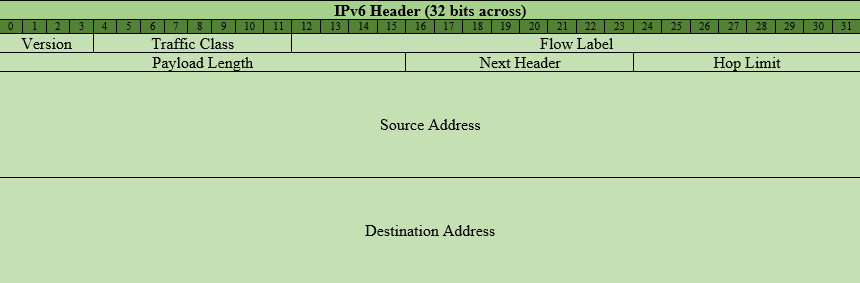 IPv6 Header (32 bits across)
0 1 2 3 4 5 6 7 8 9 10 11 12 13 14 15 16 17 18 19 20 21 22 23 24 25 26 27 28 29 30 31
Version Traffic Class Flow Label
Payload Length Next Header Hop Limit
Source Address
Destination Address